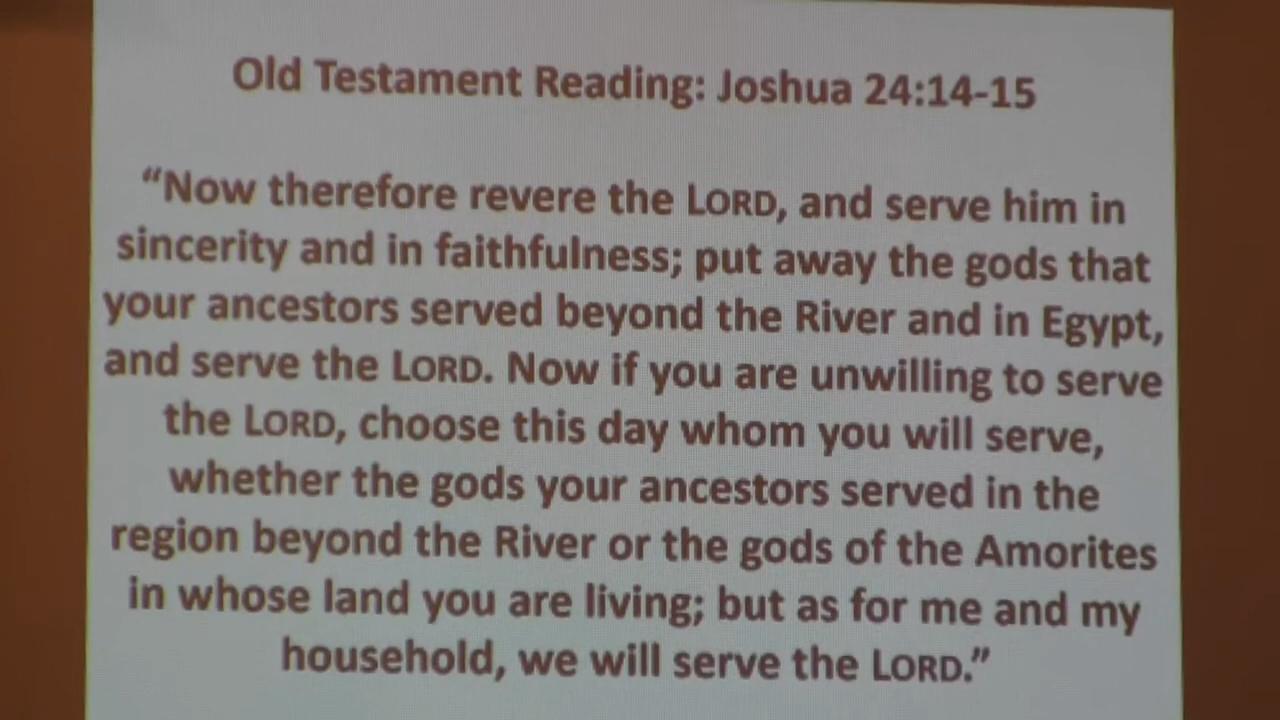 Old Testament Reading: Joshua 24:14-15
“Now therefore revere the LORD, and serve him in
sincerity and in faithfulness; put away the gods that
your ancestors served beyond the River and in Egypt,
and serve the LORD. Now if you are unwilling to serve
the LORD, choose this day whom you will serve,
whether the gods your ancestors served in the
region beyond the River or the gods of the Amorites
in whose land you are living; but as for me and my
household, we will serve the LORD.”